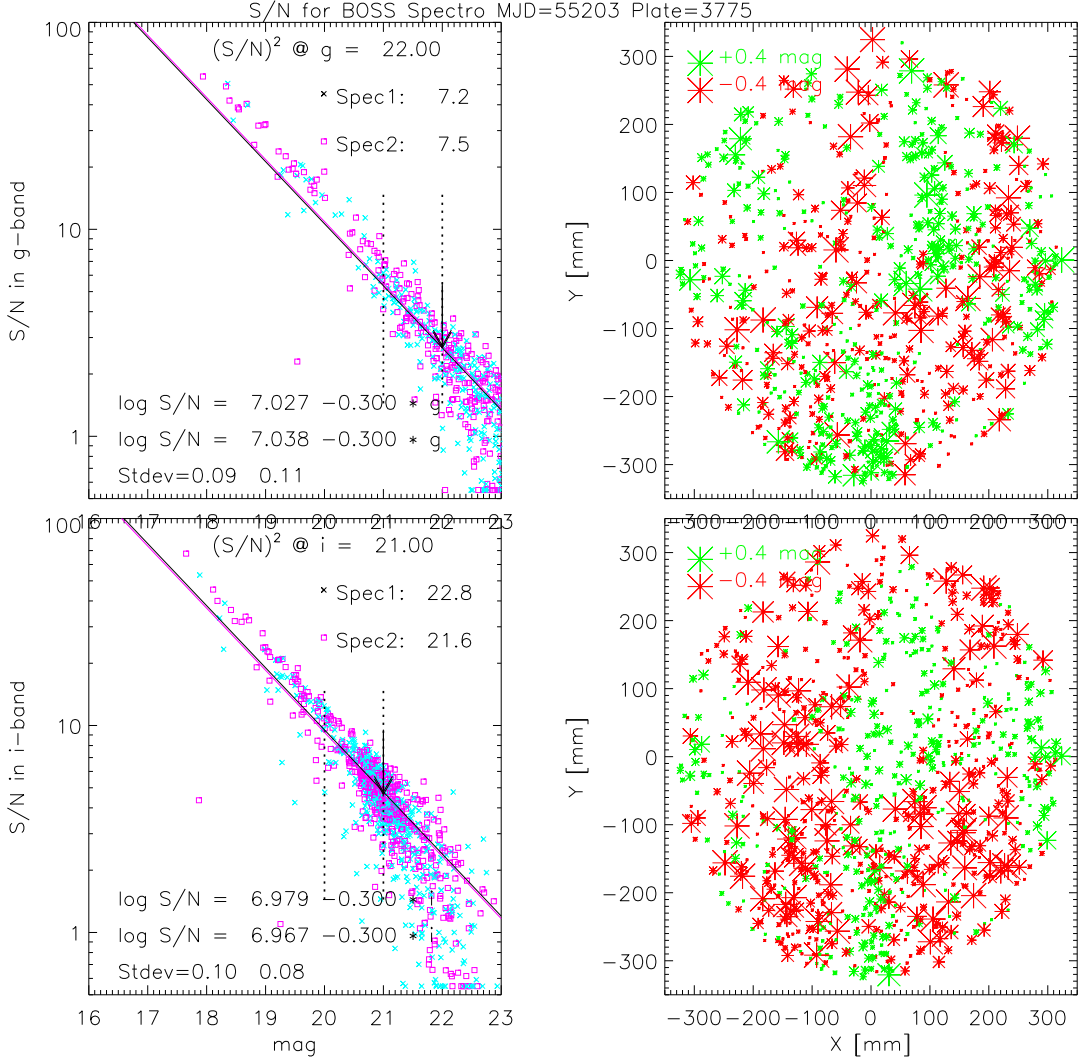 S/N for BOSS Spectro MJD=55203 Plate=3775
(S/N)² @ g = 22.00
× Spec1: 7.2
Spec2: 7.5
log S/N = 7.027 −0.300 * g
log S/N = 7.038 −0.300 * g
Stdev=0.09 0.11
S/N in g-band
100
10
1
16 17 18 19 20 21 22 23
+0.4 mag
−0.4 mag
Y [mm]
300
200
100
0
−100
−200
−300
−300 −200 −100 0 100 200 300
(S/N)² @ i = 21.00
× Spec1: 22.8
Spec2: 21.6
log S/N = 6.979 −0.300 * i
log S/N = 6.967 −0.300 * i
Stdev=0.10 0.08
S/N in i-band
100
10
1
16 17 18 19 20 21 22 23
mag
+0.4 mag
−0.4 mag
Y [mm]
300
200
100
0
−100
−200
−300
−300 −200 −100 0 100 200 300
X [mm]